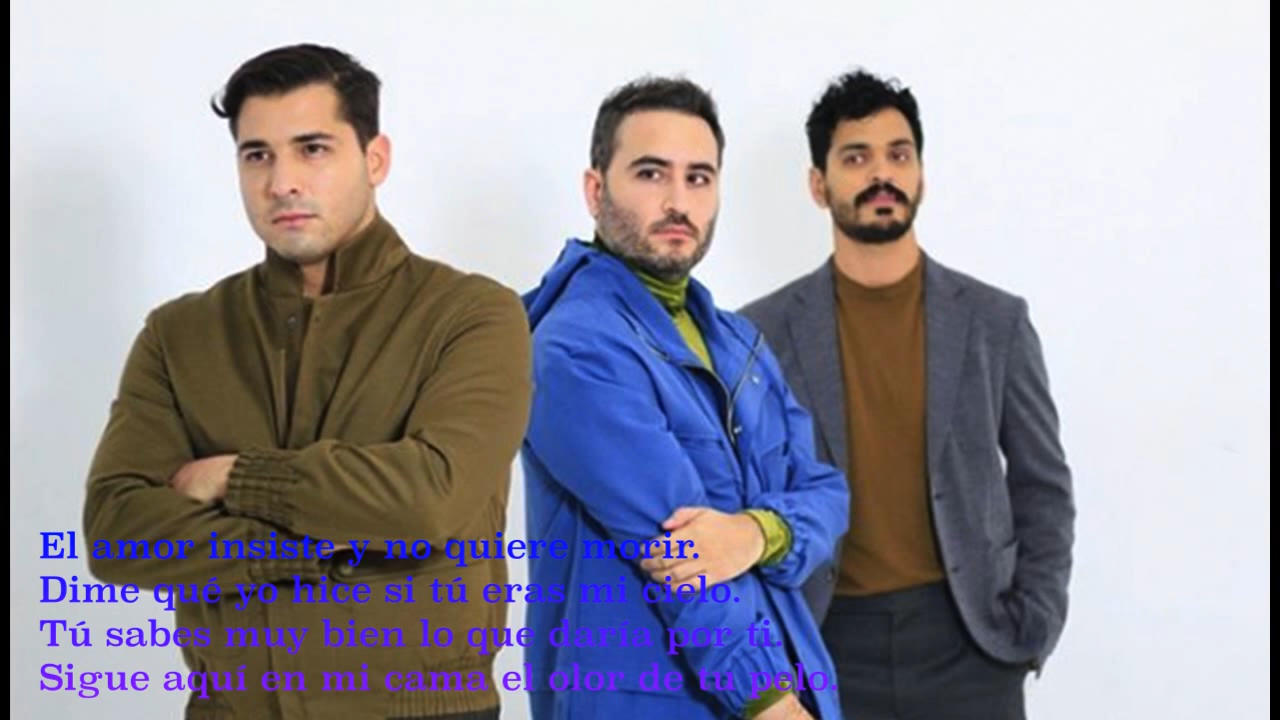 El amor insiste y no quiere morir.
Dime qué yo hice si tú eras mi cielo.
Tú sabes muy bien lo que daría por ti.
Sigue aquí en mi cama el olor de tu pelo.